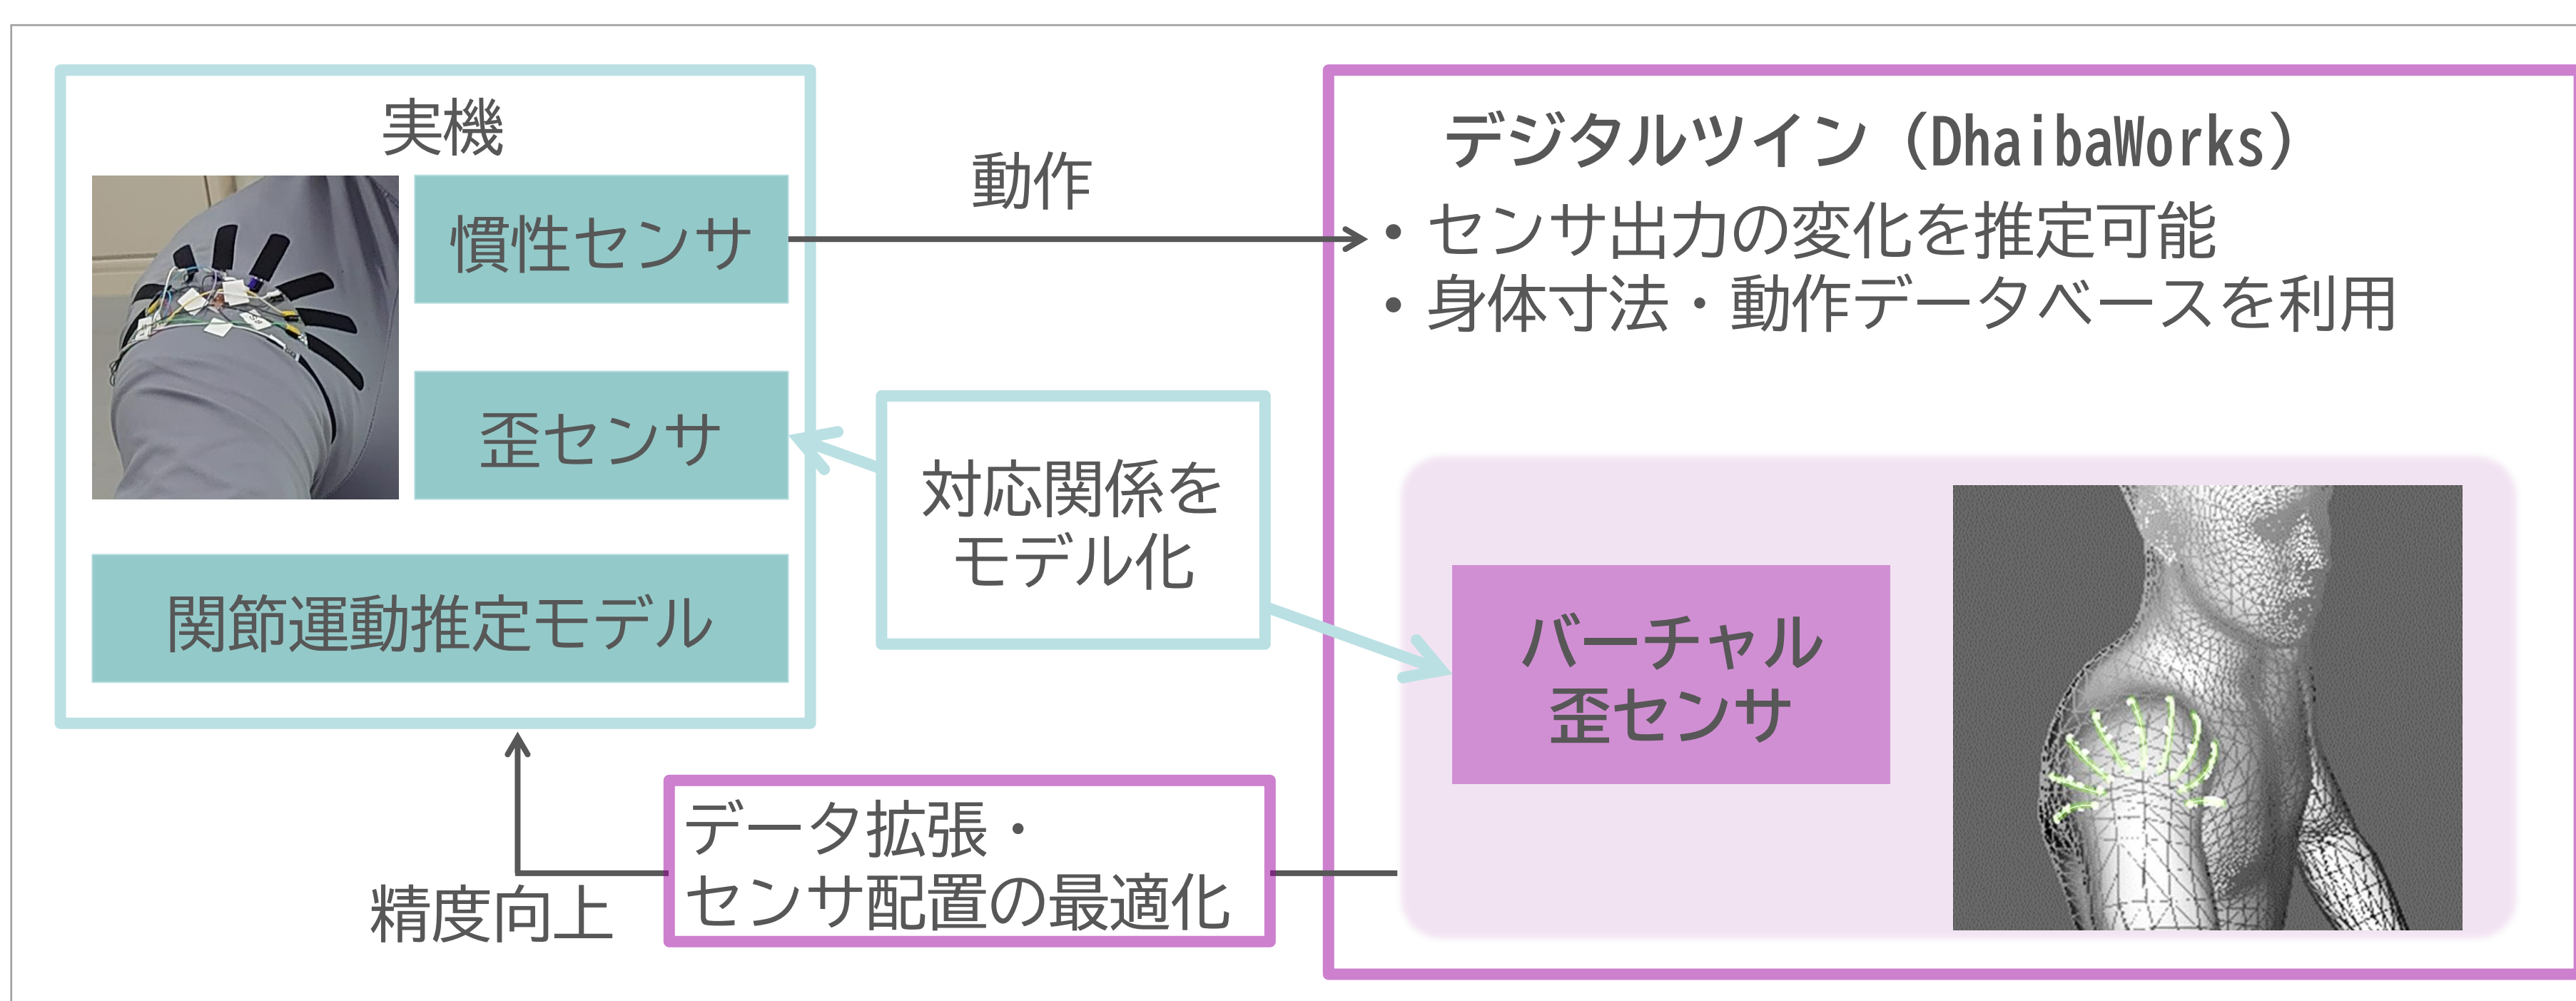 実機
慣性センサ
歪センサ
関節運動推定モデル
動作
対応関係を
モデル化
デジタルツイン（DhaibaWorks）
• センサ出力の変化を推定可能
• 身体寸法・動作データベースを利用
バーチャル
歪センサ
データ拡張・
センサ配置の最適化
精度向上